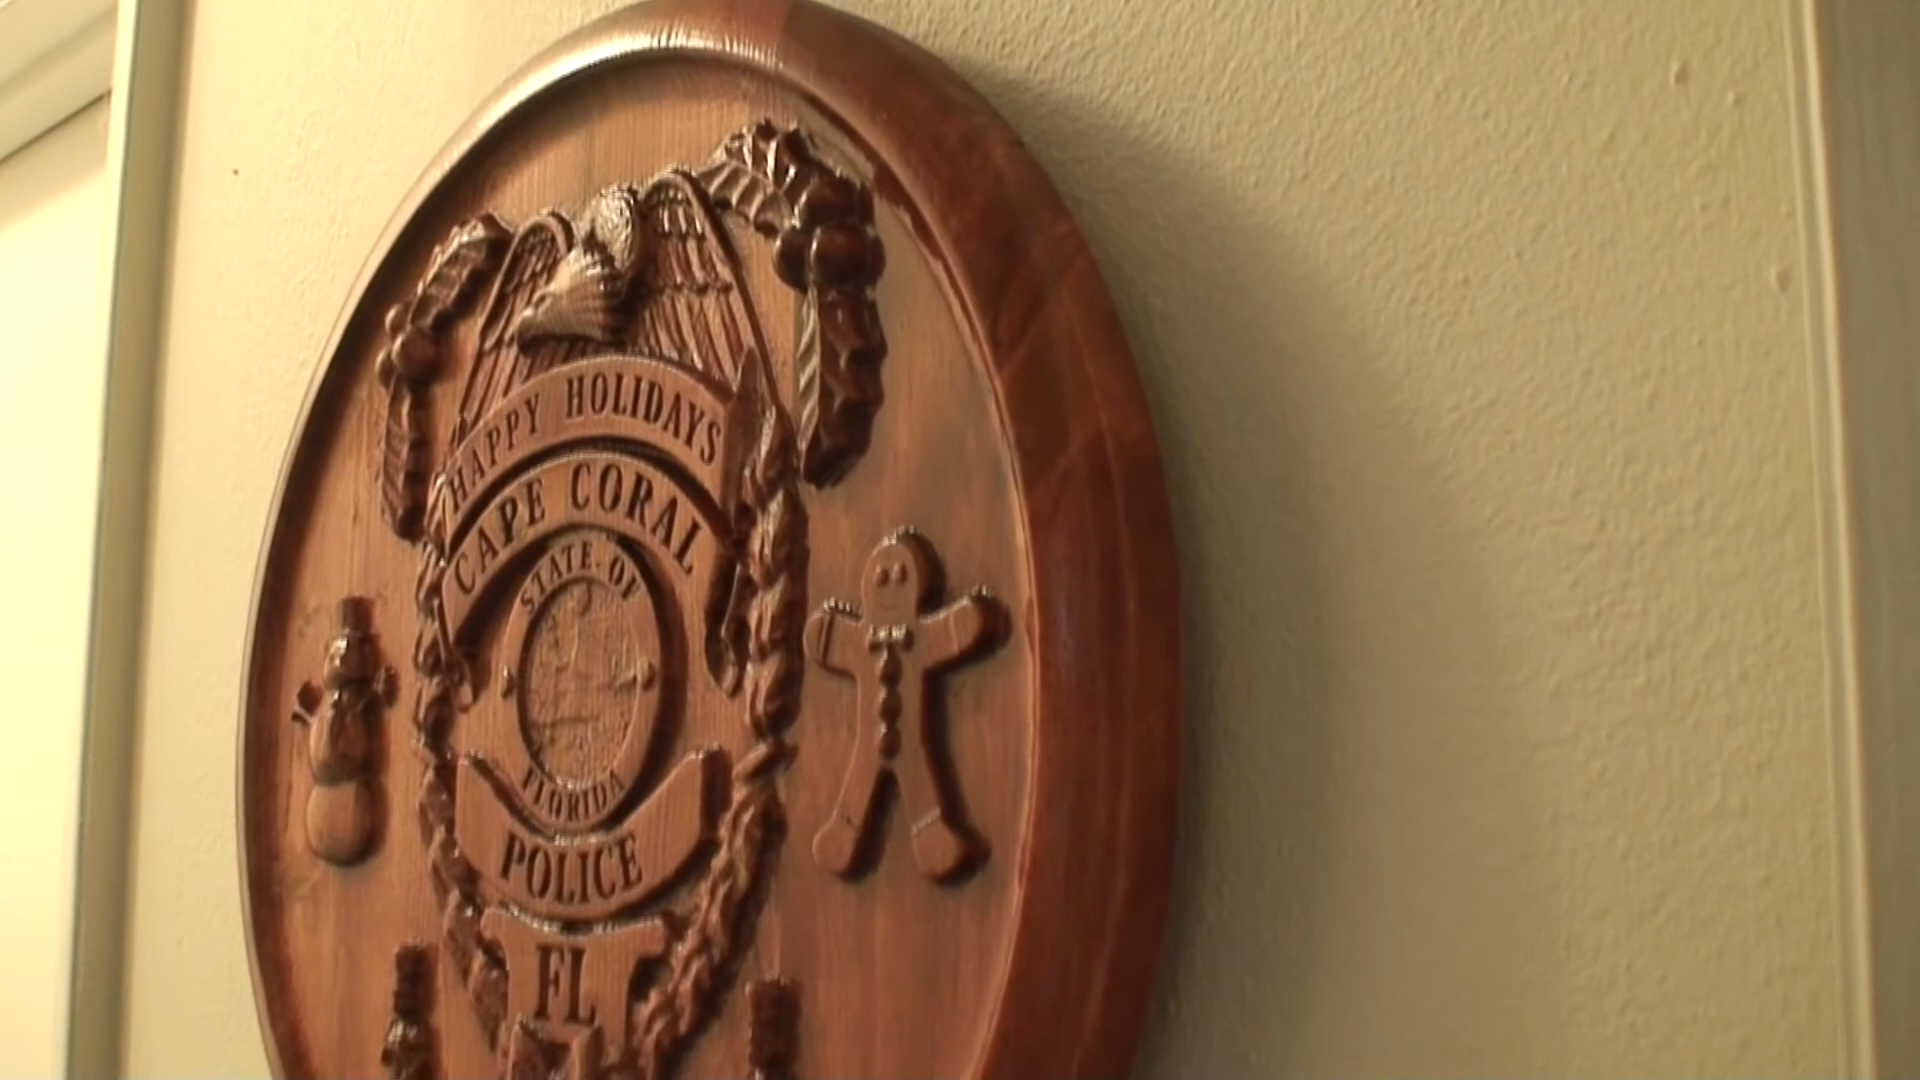 HAPPY HOLIDAYS
CAPE CORAL
STATE OF
FLORIDA
POLICE
FL